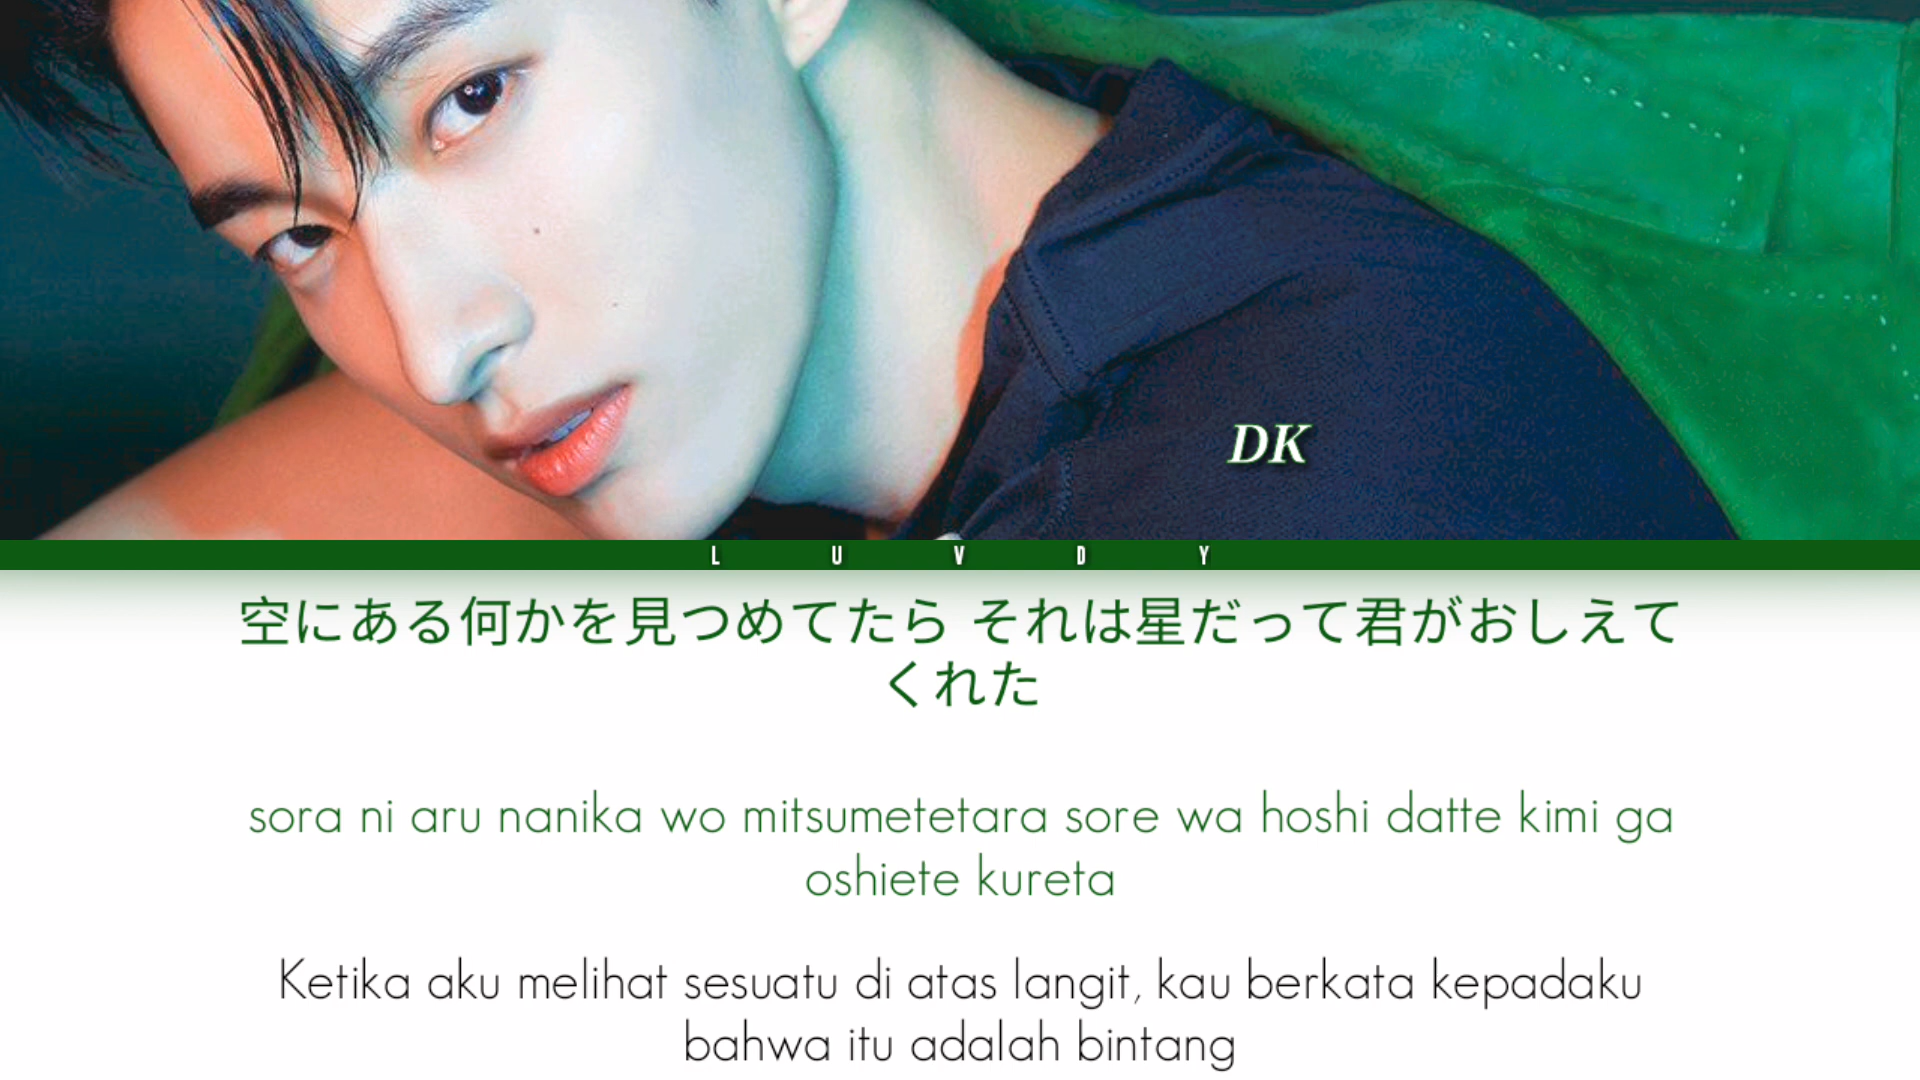 DK
L U V D Y
空にある何かを見つめてたら それは星だって君がおしえて
くれた
sora ni aru nanika wo mitsumetetara sore wa hoshi datte kimi ga
oshiete kureta
Ketika aku melihat sesuatu di atas langit, kau berkata kepadaku
bahwa itu adalah bintang